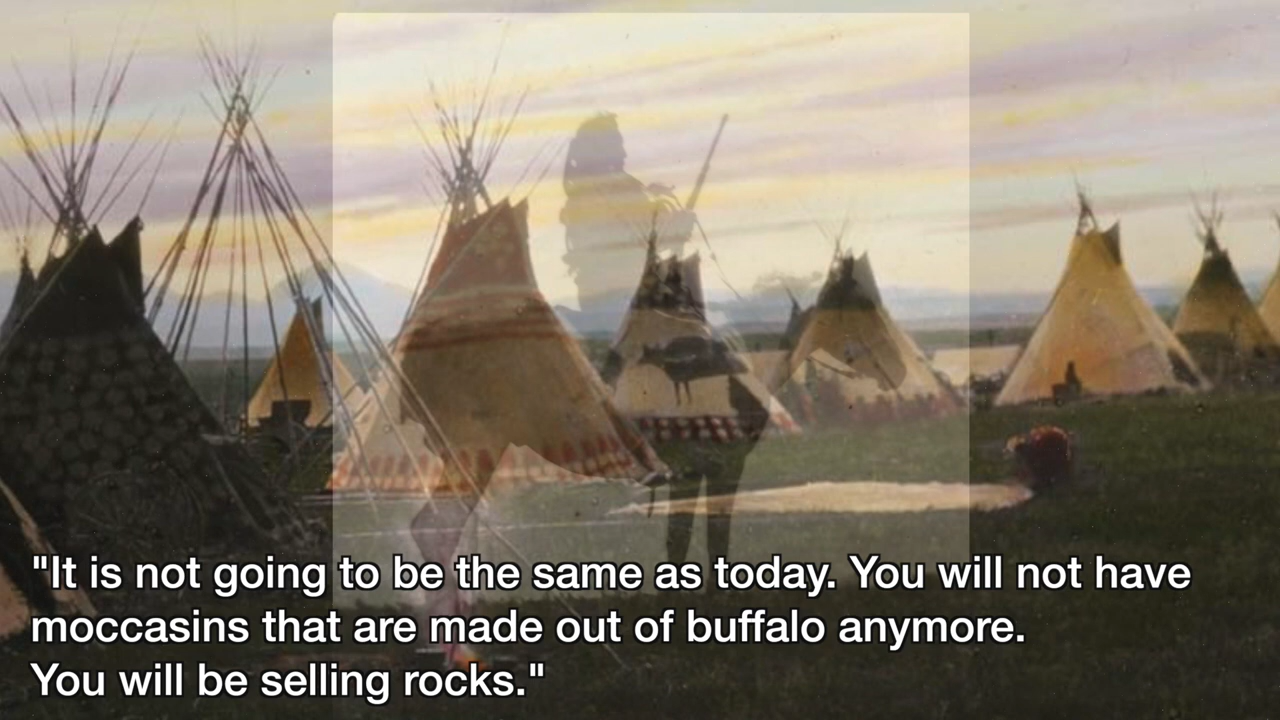 "It is not going to be the same as today. You will not have
moccasins that are made out of buffalo anymore.
You will be selling rocks."